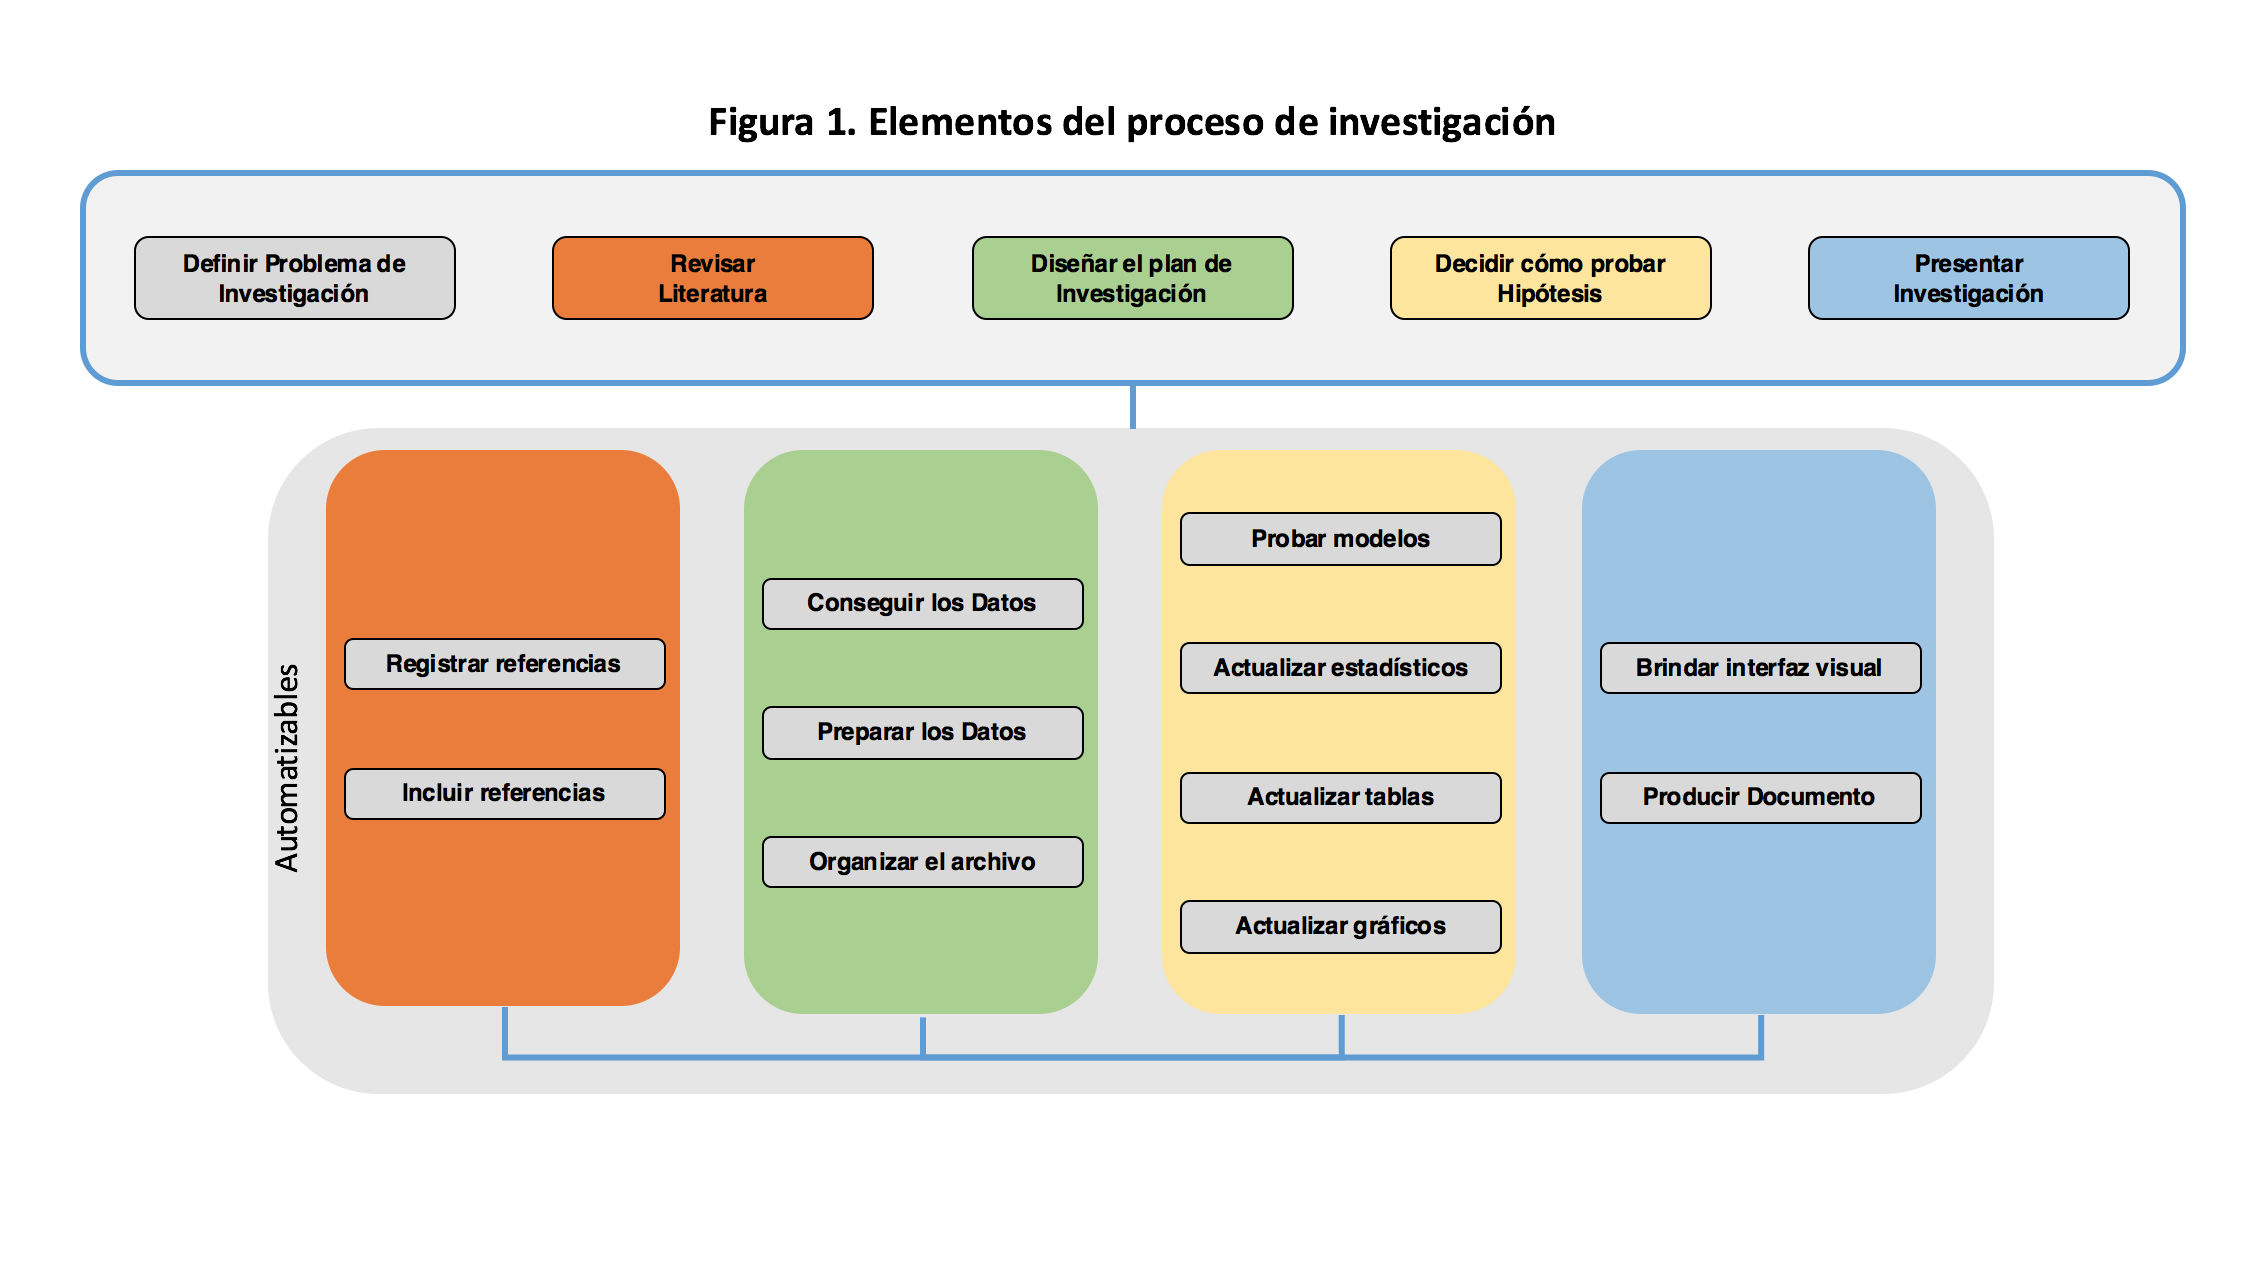 Figura 1. Elementos del proceso de investigación
Definir Problema de
Investigación
Revisar
Literatura
Diseñar el plan de
Investigación
Decidir cómo probar
Hipótesis
Presentar
Investigación
Automatizables
Registrar referencias
Incluir referencias
Conseguir los Datos
Preparar los Datos
Organizar el archivo
Probar modelos
Actualizar estadísticos
Actualizar tablas
Actualizar gráficos
Brindar interfaz visual
Producir Documento